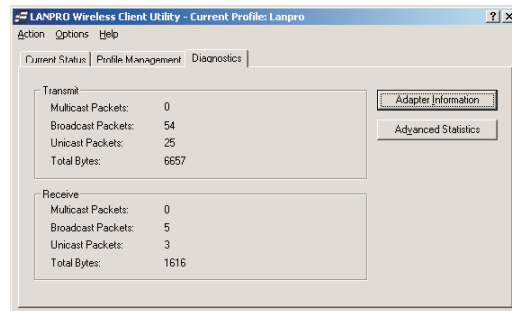 LANPRO Wireless Client Utility - Current Profile: Lanpro
Action Options Help
Current Status Profile Management Diagnostics
Transmit
Multicast Packets: 0
Broadcast Packets: 54
Unicast Packets: 25
Total Bytes: 6657
Adapter Information
Advanced Statistics
Receive
Multicast Packets: 0
Broadcast Packets: 5
Unicast Packets: 3
Total Bytes: 1616